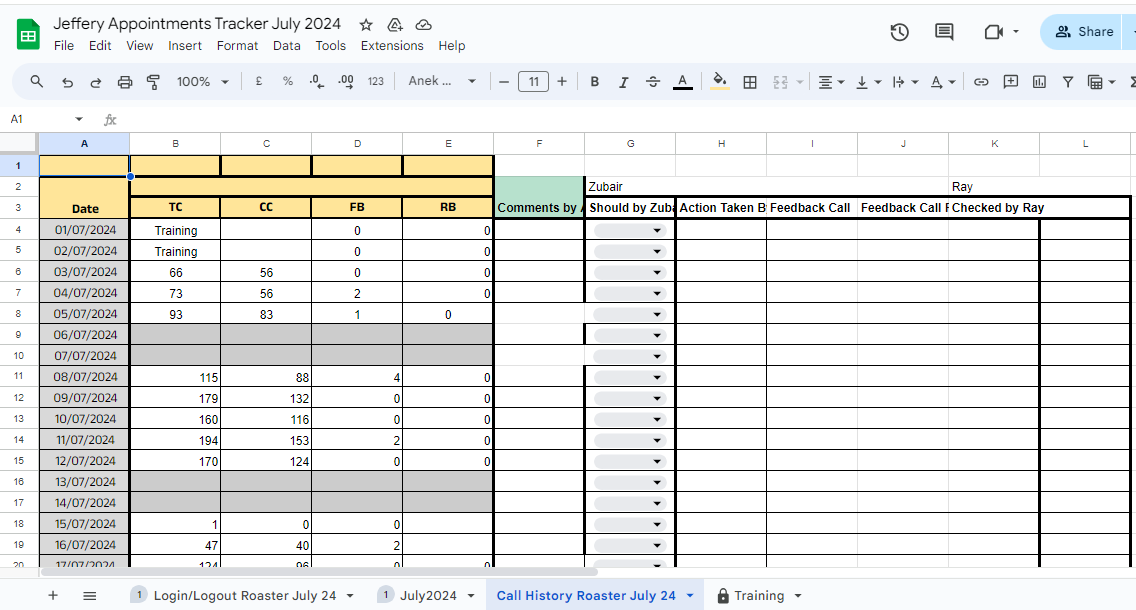 Jeffery Appointments Tracker July 2024
File Edit View Insert Format Data Tools Extensions Help
Share
100% £ % .0 .00 123 Anek ... 11 B I A
A1 fx
A B C D E F G H I J K L
1
2 Zubair Ray
3 Date TC CC FB RB Comments by Should by Zuba Action Taken B Feedback Call Feedback Call Checked by Ray
4 01/07/2024 Training 0 0
5 02/07/2024 Training 0 0
6 03/07/2024 66 56 0 0
7 04/07/2024 73 56 2 0
8 05/07/2024 93 83 1 0
9 06/07/2024
10 07/07/2024
11 08/07/2024 115 88 4 0
12 09/07/2024 179 132 0 0
13 10/07/2024 160 116 0 0
14 11/07/2024 194 153 2 0
15 12/07/2024 170 124 0 0
16 13/07/2024
17 14/07/2024
18 15/07/2024 1 0 0
19 16/07/2024 47 40 2
20 17/07/2024 124 96 0 0
1 Login/Logout Roaster July 24 1 July2024 Call History Roaster July 24 Training